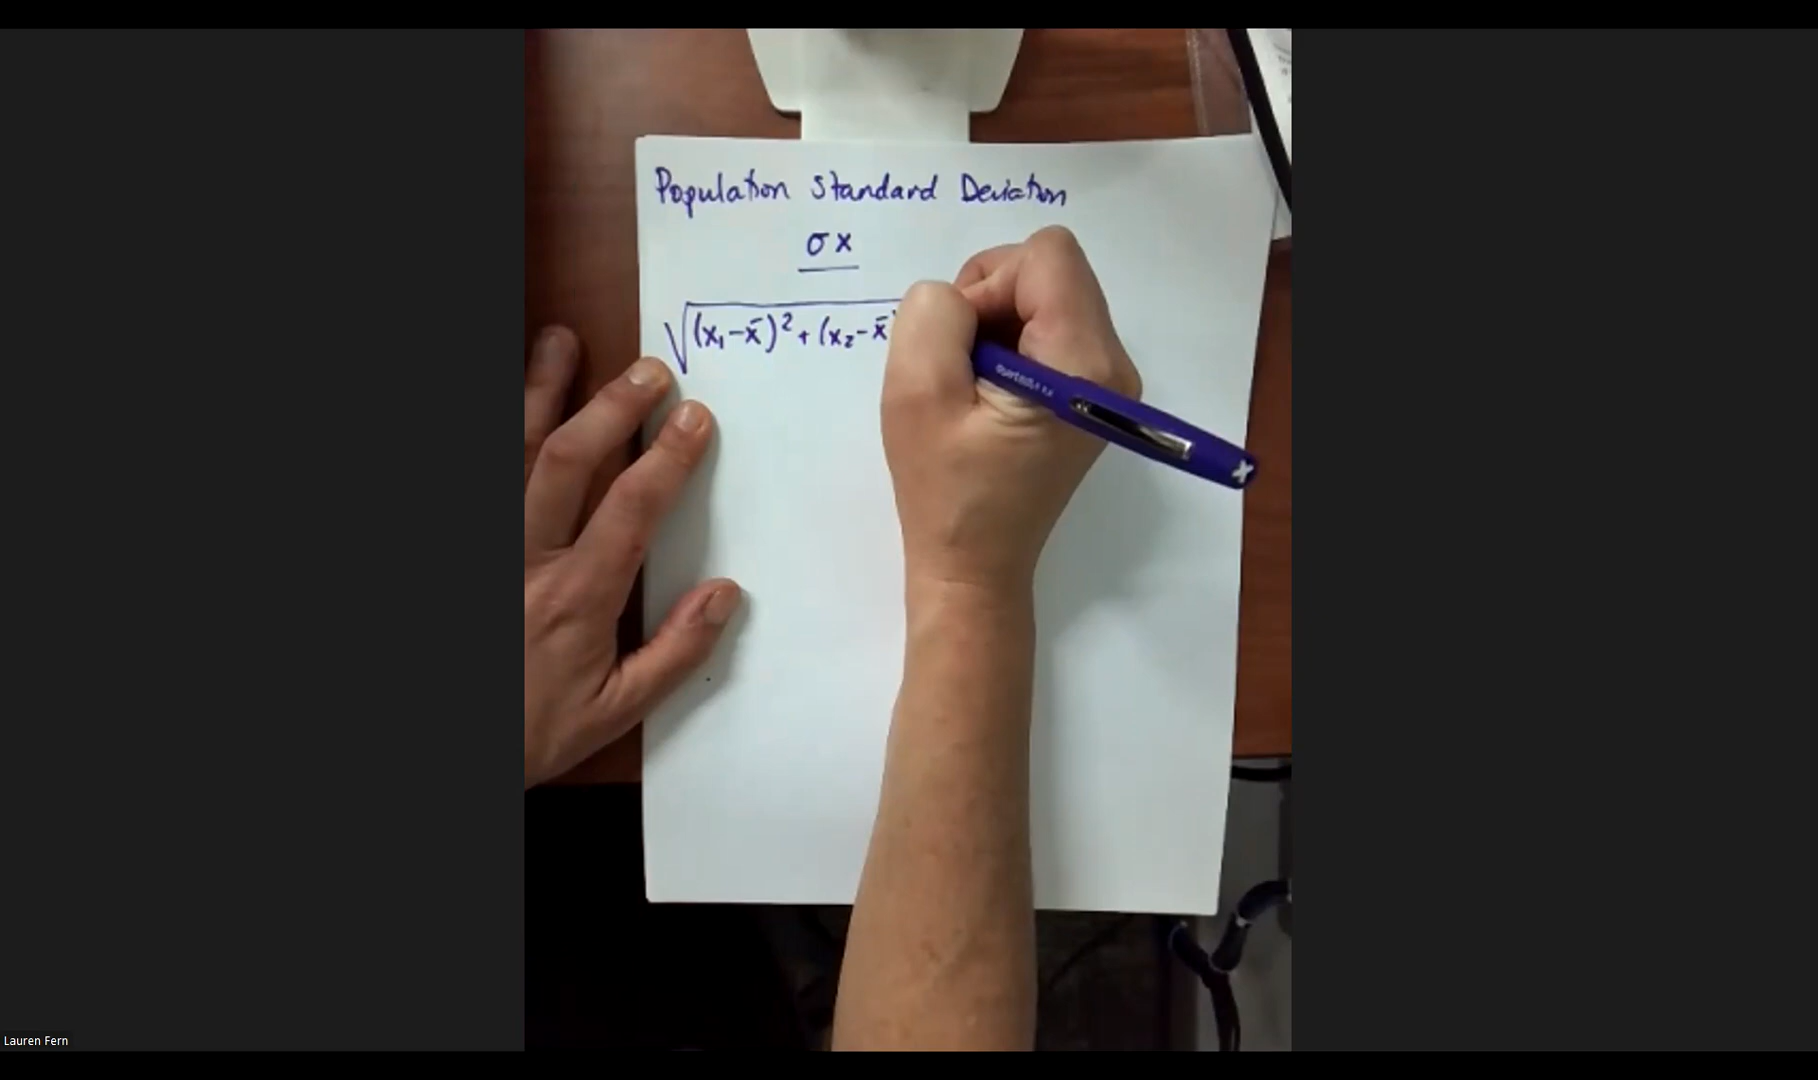 Population Standard Deviation
σx
√(x₁-x̄)² + (x₂-x̄
Lauren Fern